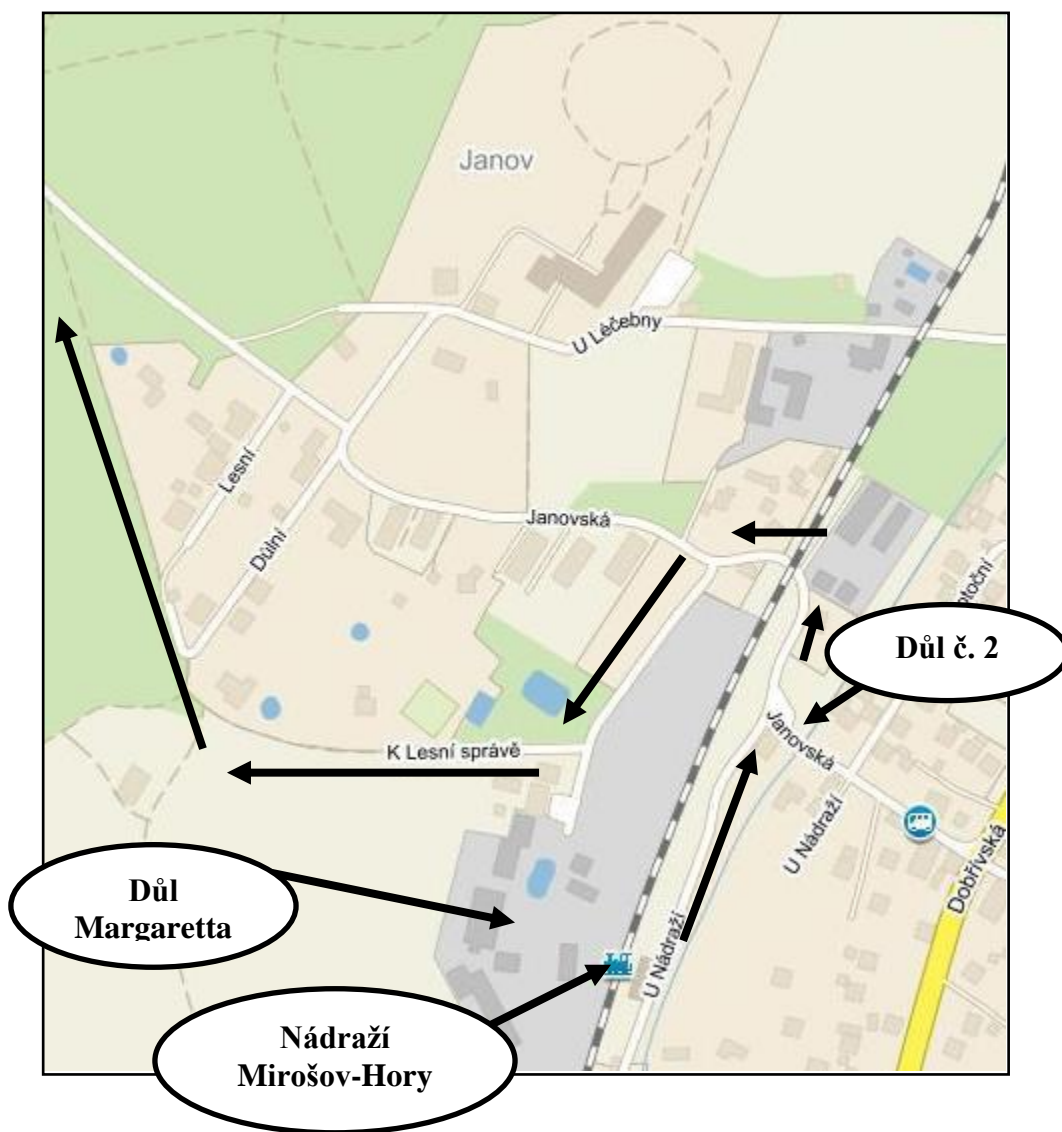 Janov
U Léčebny
Lesní
Důlní
Janovská
Důl č. 2
K Lesní správě
Janovská
U Nádraží
Dobřívská
Důl
Margaretta
U Nádraží
Nádraží
Mirošov-Hory